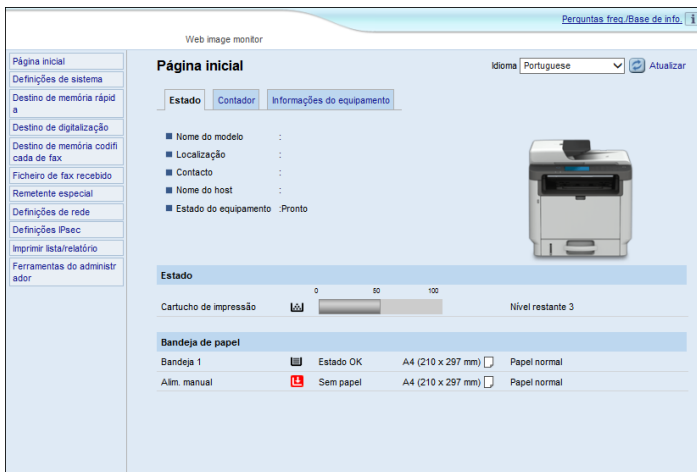 Perguntas freq./Base de info.
Web image monitor
Página inicial
Definições de sistema
Destino de memória rápid
a
Destino de digitalização
Destino de memória codifi
cada de fax
Ficheiro de fax recebido
Remetente especial
Definições de rede
Definições IPsec
Imprimir lista/relatório
Ferramentas do administr
ador
Página inicial
Idioma Portuguese Atualizar
Estado Contador Informações do equipamento
Nome do modelo :
Localização :
Contacto :
Nome do host :
Estado do equipamento :Pronto
Estado
0 50 100
Cartucho de impressão Nível restante 3
Bandeja de papel
Bandeja 1 Estado OK A4 (210 x 297 mm) Papel normal
Alim. manual Sem papel A4 (210 x 297 mm) Papel normal